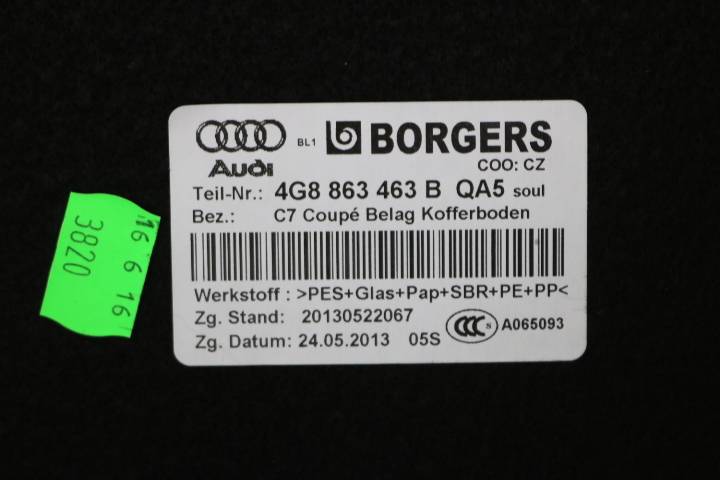 Audi
BL1
BORGERS
COO: CZ
Teil-Nr.: 4G8 863 463 B QA5 soul
Bez.: C7 Coupé Belag Kofferboden
Werkstoff : >PES+Glas+Pap+SBR+PE+PP<
Zg. Stand: 20130522067
CCC S A065093
Zg. Datum: 24.05.2013 05S
16 6 16
3820